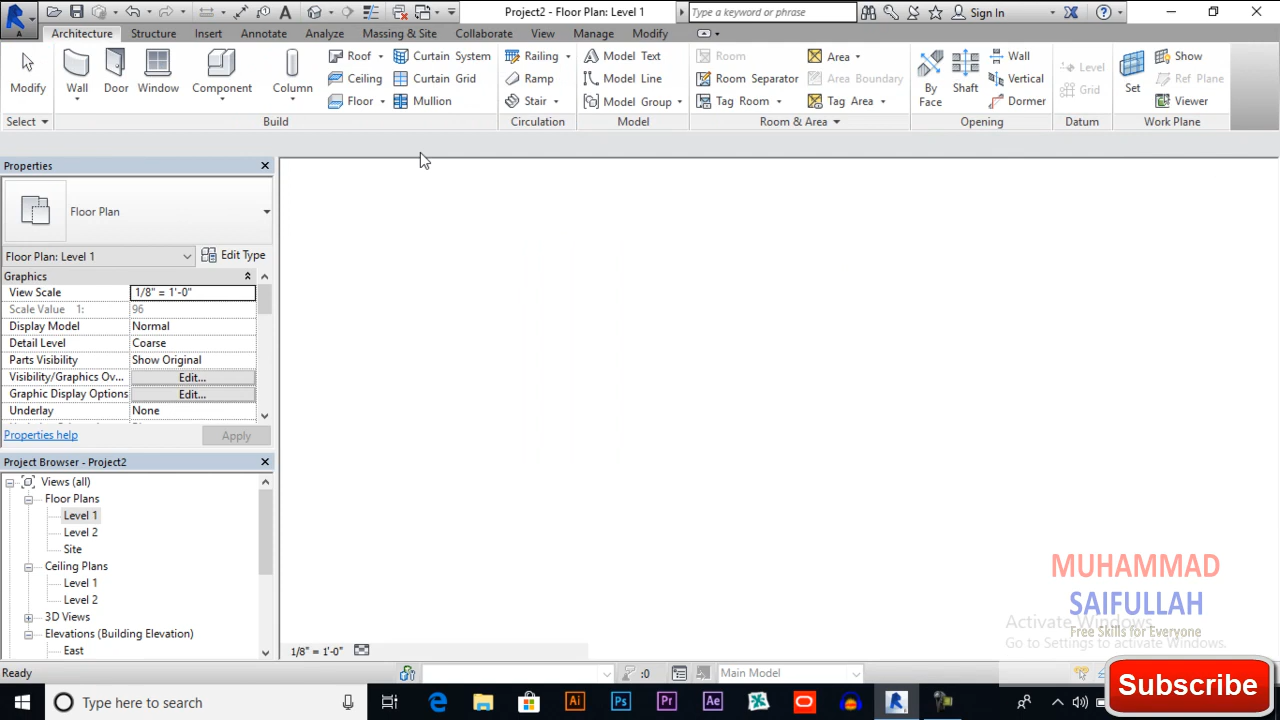 Project2 - Floor Plan: Level 1
Type a keyword or phrase
Sign In
Architecture Structure Insert Annotate Analyze Massing & Site Collaborate View Manage Modify
Modify
Wall
Door
Window
Component
Column
Roof
Ceiling
Floor
Curtain System
Curtain Grid
Mullion
Railing
Ramp
Stair
Model Text
Model Line
Model Group
Room
Room Separator
Tag Room
Area
Area Boundary
Tag Area
By Face
Shaft
Wall
Vertical
Dormer
Level
Grid
Set
Show
Ref Plane
Viewer
Select Build Circulation Model Room & Area Opening Datum Work Plane
Properties
Floor Plan
Floor Plan: Level 1 Edit Type
Graphics
View Scale 1/8" = 1'-0"
Scale Value 1: 96
Display Model Normal
Detail Level Coarse
Parts Visibility Show Original
Visibility/Graphics Ov... Edit...
Graphic Display Options Edit...
Underlay None
Properties help Apply
Project Browser - Project2
Views (all)
Floor Plans
Level 1
Level 2
Site
Ceiling Plans
Level 1
Level 2
3D Views
Elevations (Building Elevation)
East
1/8" = 1'-0"
MUHAMMAD
SAIFULLAH
Free Skills for Everyone
Activate Windows
Go to Settings to activate Windows.
Ready
:0
Main Model
Subscribe
Type here to search
Ai
Ps
Pr
Ae